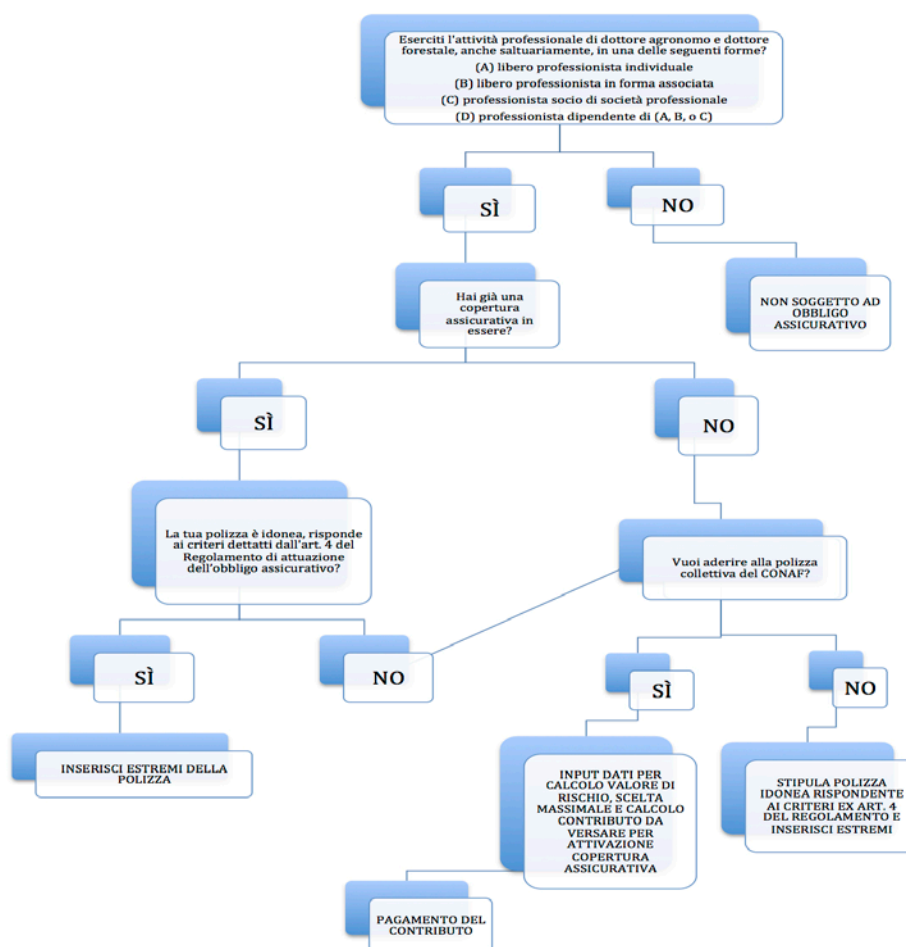 Eserciti l'attività professionale di dottore agronomo e dottore
forestale, anche saltuariamente, in una delle seguenti forme?
(A) libero professionista individuale
(B) libero professionista in forma associata
(C) professionista socio di società professionale
(D) professionista dipendente di (A, B, o C)
SÌ
NO
Hai già una
copertura
assicurativa in
essere?
NON SOGGETTO AD
OBBLIGO
ASSICURATIVO
SÌ
NO
La tua polizza è idonea, risponde
ai criteri dettatti dall'art. 4 del
Regolamento di attuazione
dell'obbligo assicurativo?
Vuoi aderire alla polizza
collettiva del CONAF?
SÌ
NO
SÌ
NO
INSERISCI ESTREMI DELLA
POLIZZA
INPUT DATI PER
CALCOLO VALORE DI
RISCHIO, SCELTA
MASSIMALE E CALCOLO
CONTRIBUTO DA
VERSARE PER
ATTIVAZIONE
COPERTURA
ASSICURATIVA
STIPULA POLIZZA
IDONEA RISPONDENTE
AI CRITERI EX ART. 4
DEL REGOLAMENTO E
INSERISCI ESTREMI
PAGAMENTO DEL
CONTRIBUTO